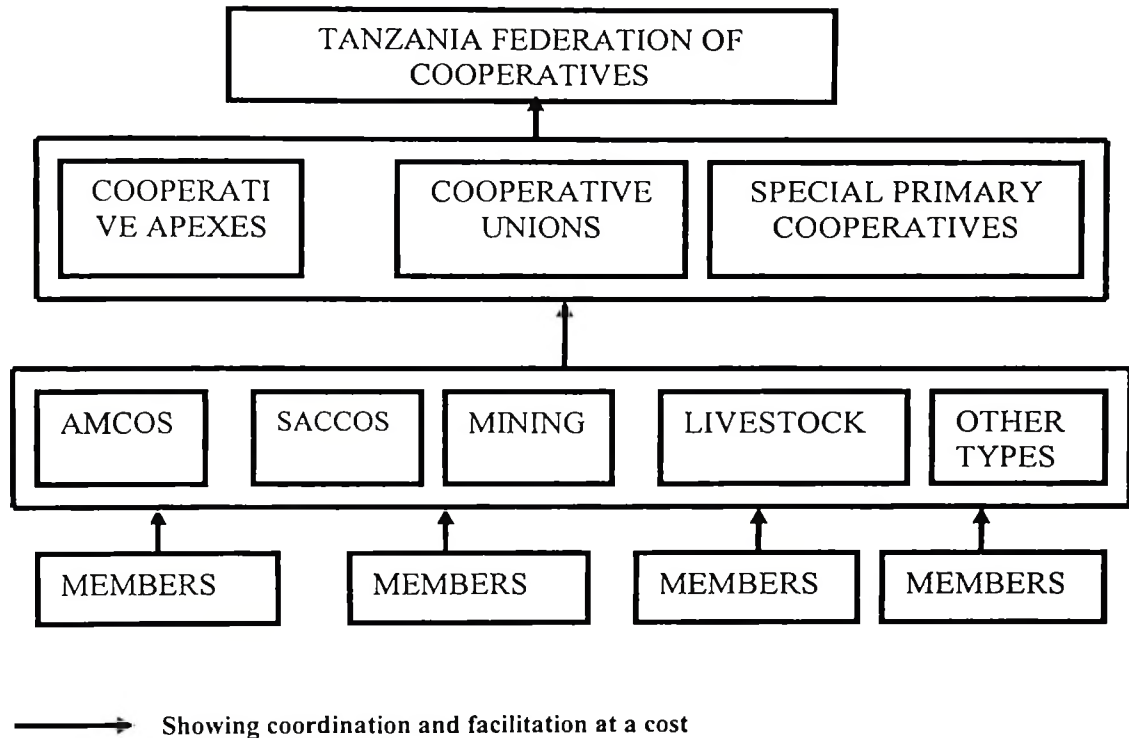 TANZANIA FEDERATION OF
COOPERATIVES
COOPERATI
VE APEXES
COOPERATIVE
UNIONS
SPECIAL PRIMARY
COOPERATIVES
AMCOS
SACCOS
MINING
LIVESTOCK
OTHER
TYPES
MEMBERS
MEMBERS
MEMBERS
MEMBERS
Showing coordination and facilitation at a cost